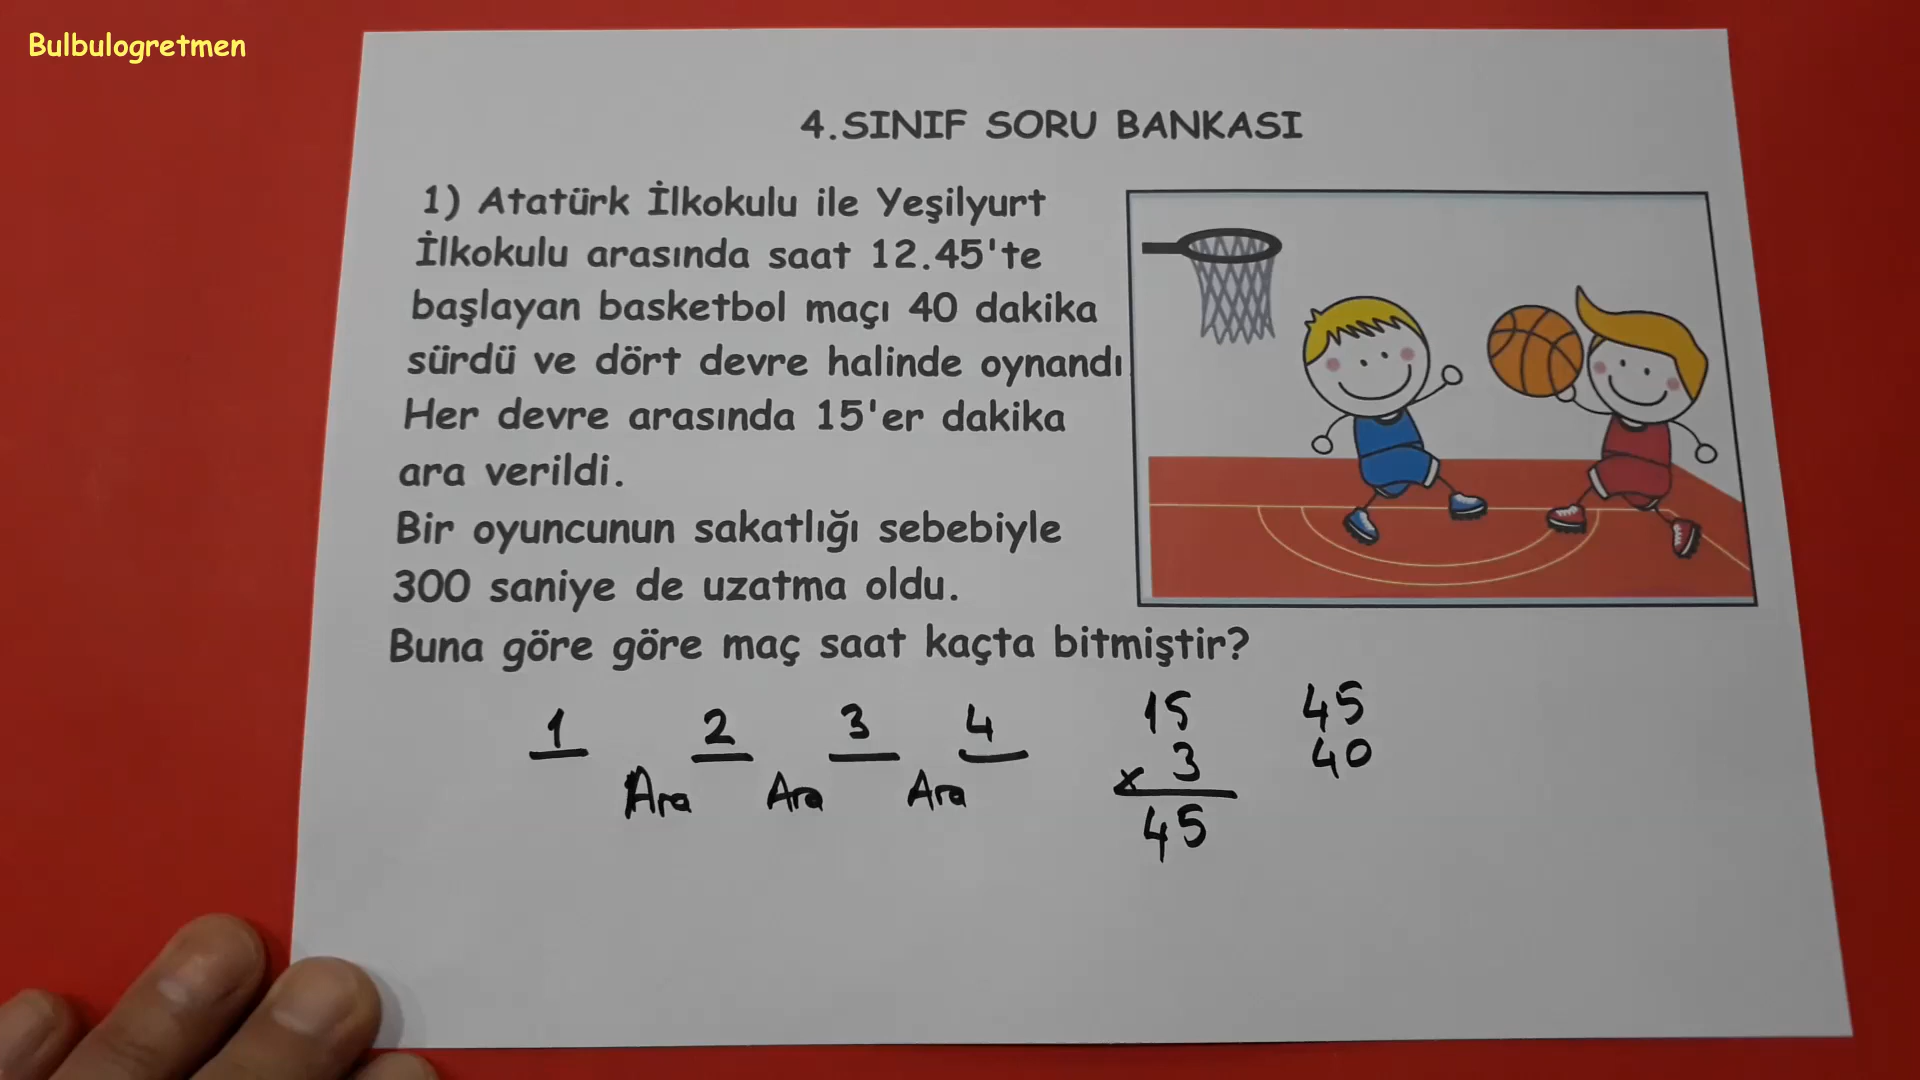 Bulbulogretmen
4.SINIF SORU BANKASI
1) Atatürk İlkokulu ile Yeşilyurt
İlkokulu arasında saat 12.45'te
başlayan basketbol maçı 40 dakika
sürdü ve dört devre halinde oynandı
Her devre arasında 15'er dakika
ara verildi.
Bir oyuncunun sakatlığı sebebiyle
300 saniye de uzatma oldu.
Buna göre göre maç saat kaçta bitmiştir?
1 2 3 4
Ara Ara Ara
15
x 3
45
45
40